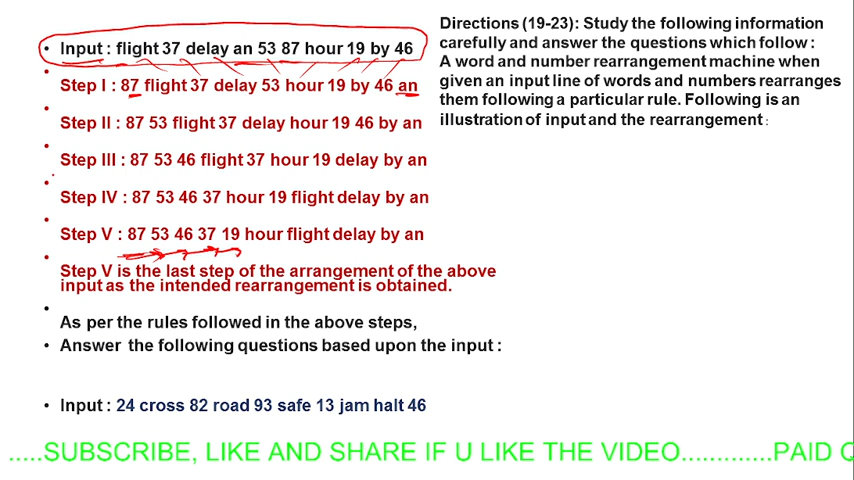 • Input : flight 37 delay an 53 87 hour 19 by 46
• Step I : 87 flight 37 delay 53 hour 19 by 46 an
• Step II : 87 53 flight 37 delay hour 19 46 by an
• Step III : 87 53 46 flight 37 hour 19 delay by an
• Step IV : 87 53 46 37 hour 19 flight delay by an
• Step V : 87 53 46 37 19 hour flight delay by an
• Step V is the last step of the arrangement of the above
input as the intended rearrangement is obtained.
• As per the rules followed in the above steps,
• Answer the following questions based upon the input :
• Input : 24 cross 82 road 93 safe 13 jam halt 46
Directions (19-23): Study the following information
carefully and answer the questions which follow :
A word and number rearrangement machine when
given an input line of words and numbers rearranges
them following a particular rule. Following is an
illustration of input and the rearrangement :
.....SUBSCRIBE, LIKE AND SHARE IF U LIKE THE VIDEO.............PAID